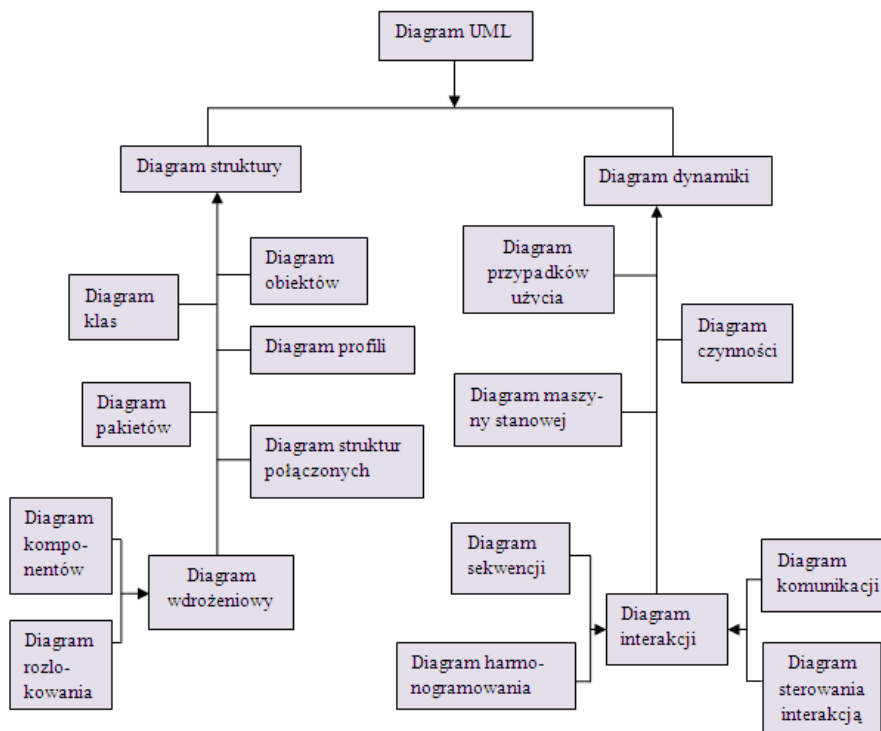 Diagram UML
Diagram struktury
Diagram dynamiki
Diagram
obiektów
Diagram
klas
Diagram profili
Diagram
pakietów
Diagram struktur
połączonych
Diagram
kompo-
nentów
Diagram
wdrożeniowy
Diagram
rozlo-
kowania
Diagram
przypadków
użycia
Diagram
czynności
Diagram maszy-
ny stanowej
Diagram
sekwencji
Diagram
komunikacji
Diagram
interakcji
Diagram harmo-
nogramowania
Diagram
sterowania
interakcją